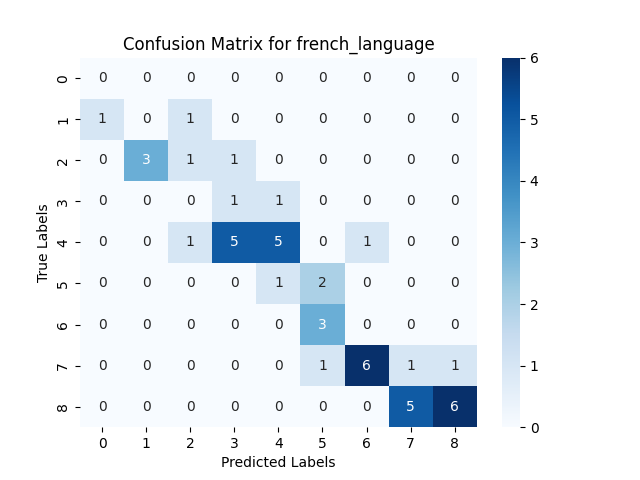 Confusion Matrix for french_language
True Labels
0 0 0 0 0 0 0 0 0 0
1 1 0 1 0 0 0 0 0 0
2 0 3 1 1 0 0 0 0 0
3 0 0 0 1 1 0 0 0 0
4 0 0 1 5 5 0 1 0 0
5 0 0 0 0 1 2 0 0 0
6 0 0 0 0 0 3 0 0 0
7 0 0 0 0 0 1 6 1 1
8 0 0 0 0 0 0 0 5 6
0 1 2 3 4 5 6 7 8
Predicted Labels
6
5
4
3
2
1
0